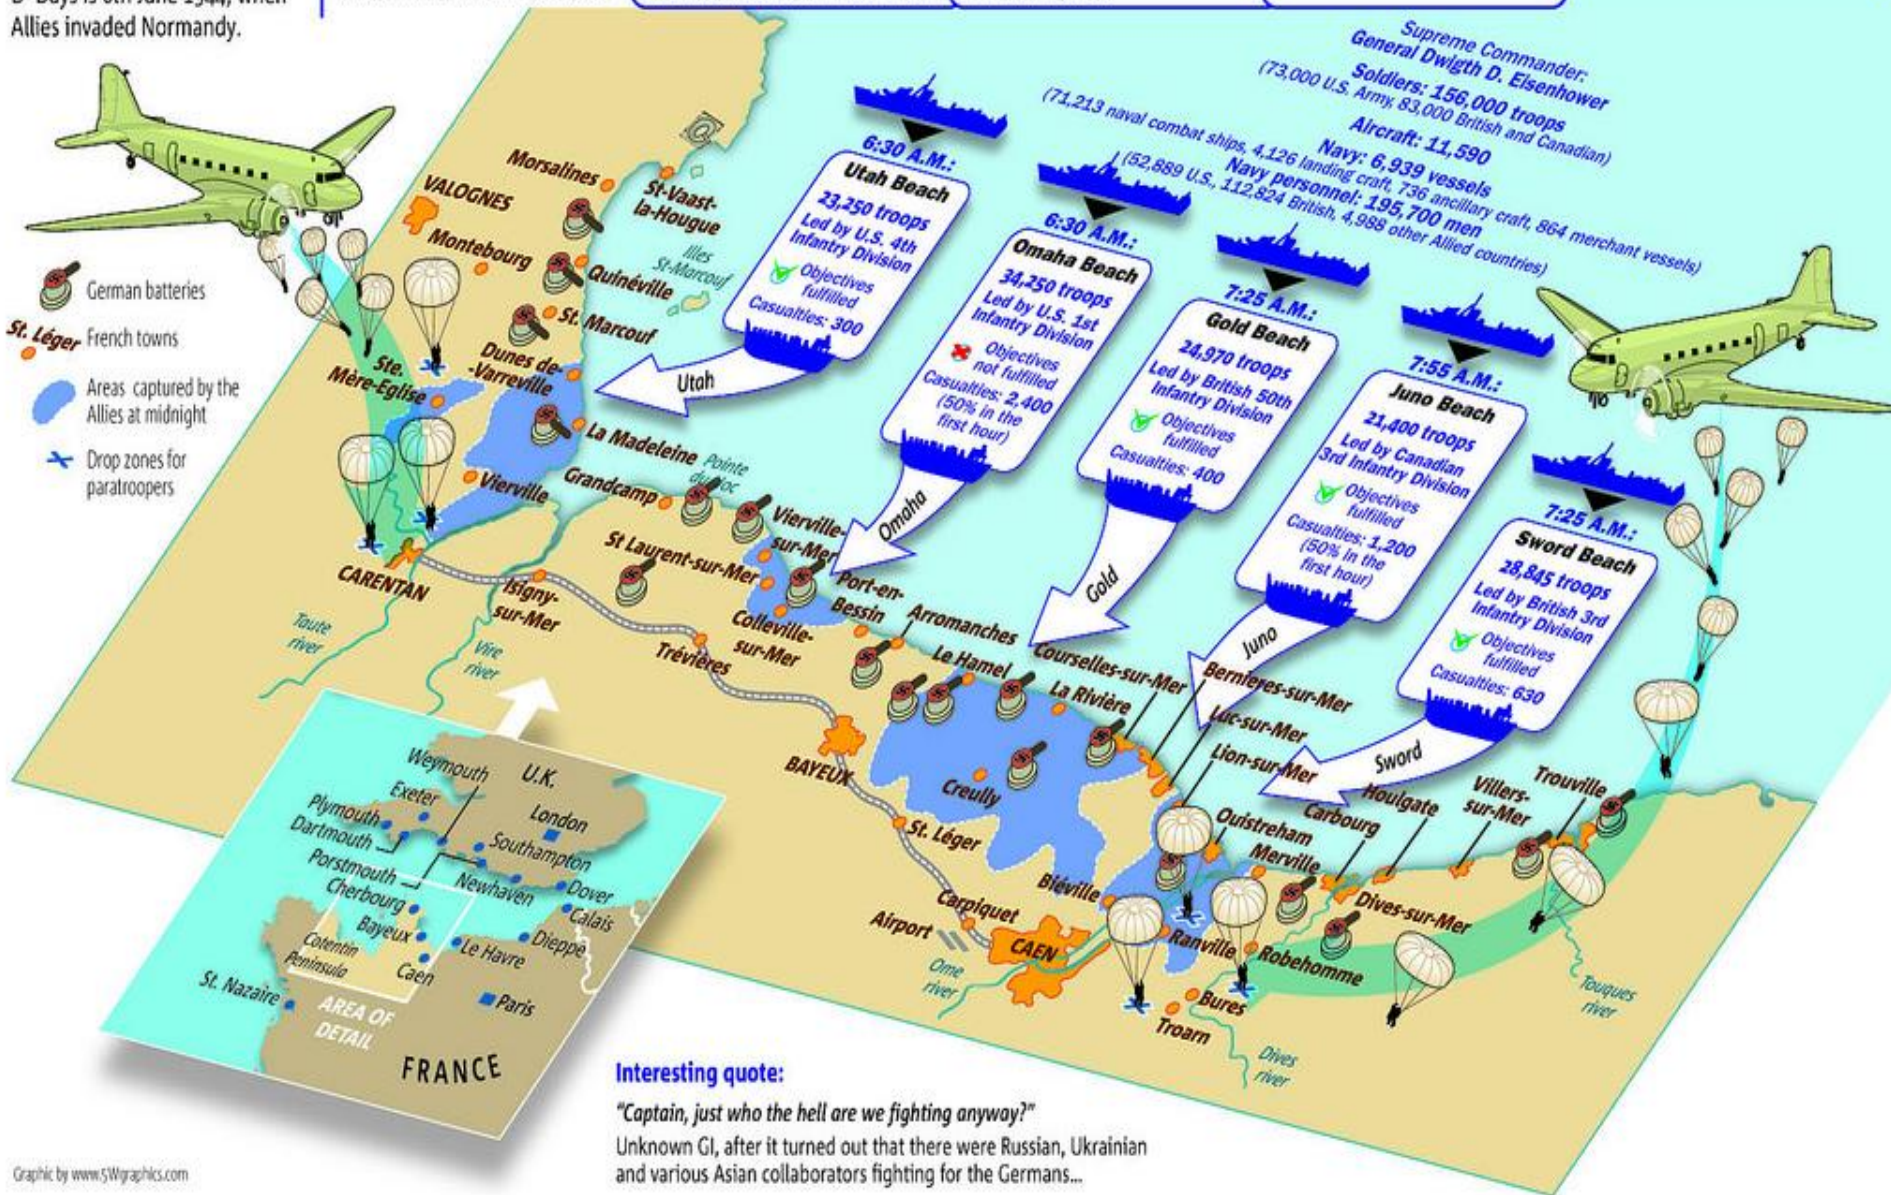 Allies invaded Normandy.
Supreme Commander:
General Dwigth D. Eisenhower
Soldiers: 156,000 troops
(73,000 U.S. Army, 83,000 British and Canadian)
Aircraft: 11,590
Navy: 6,939 vessels
(71,213 naval combat ships, 4,126 landing craft, 736 ancillary craft, 864 merchant vessels)
Navy personnel: 195,700 men
(52,889 U.S., 112,824 British, 4,988 other Allied countries)
German batteries
St. Léger
French towns
Areas captured by the
Allies at midnight
Drop zones for
paratroopers
6:30 A.M.:
Utah Beach
23,250 troops
Led by U.S. 4th
Infantry Division
Objectives
fulfilled
Casualties: 300
Utah
6:30 A.M.:
Omaha Beach
34,250 troops
Led by U.S. 1st
Infantry Division
Objectives
not fulfilled
Casualties: 2,400
(50% in the
first hour)
Omaha
7:25 A.M.:
Gold Beach
24,970 troops
Led by British 50th
Infantry Division
Objectives
fulfilled
Casualties: 400
Gold
7:55 A.M.:
Juno Beach
21,400 troops
Led by Canadian
3rd Infantry Division
Objectives
fulfilled
Casualties: 1,200
(50% in the
first hour)
Juno
7:25 A.M.:
Sword Beach
28,845 troops
Led by British 3rd
Infantry Division
Objectives
fulfilled
Casualties: 630
Sword
Morsalines
VALOGNES
St-Vaast-
la-Hougue
Montebourg
Illes
St-Marcouf
Quinéville
St. Marcouf
Dunes de-
-Varreville
Ste.
Mère-Eglise
La Madeleine
Vierville
Grandcamp
Pointe
Vierville-
sur-Mer
St Laurent-sur-Mer
CARENTAN
Isigny-
sur-Mer
Colleville-
sur-Mer
Port-en-
Bessin
Trévières
Arromanches
Le Hamel
Courselles-sur-Mer
La Rivière
Bernieres-sur-Mer
Luc-sur-Mer
Lion-sur-Mer
Taute
river
Vire
river
BAYEUX
Creully
St. Léger
Ouistreham
Merville
Carbourg
Houlgate
Villers-
sur-Mer
Trouville
Biéville
Carpiquet
Airport
CAEN
Ranville
Dives-sur-Mer
Robehomme
Bures
Troarn
Orne
river
Dives
river
Touques
river
Weymouth
U.K.
Exeter
Plymouth
London
Dartmouth
Southampton
Porstmouth
Newhaven
Dover
Cherbourg
Calais
Bayeux
Dieppe
Cotentin
Peninsula
Le Havre
Caen
St. Nazaire
Paris
AREA OF
DETAIL
FRANCE
Interesting quote:
"Captain, just who the hell are we fighting anyway?"
Unknown GI, after it turned out that there were Russian, Ukrainian
and various Asian collaborators fighting for the Germans...
Graphic by www.5Wgraphics.com